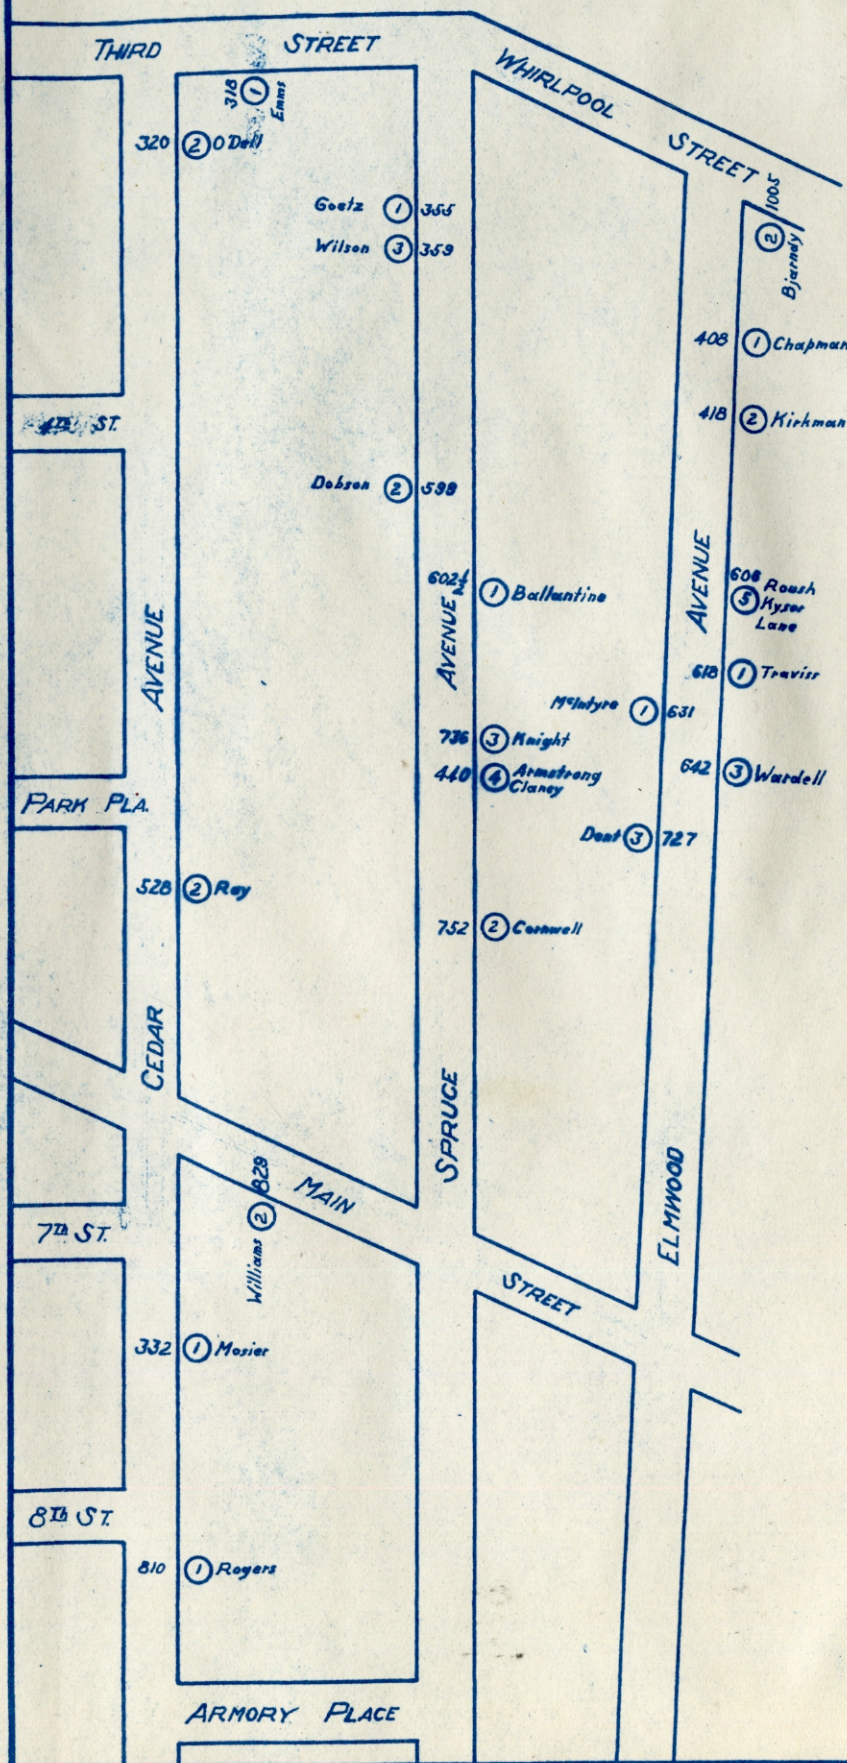 THIRD STREET
WHIRLPOOL STREET
318
1
Emms
320 2 O'Dell
Goetz 1 355
Wilson 3 359
1005
2
Bjarndy
408 1 Chapman
418 2 Kirkman
4TH ST.
Dobson 2 598
602½
1 Ballantine
606 Roush
5 Kyser
Lane
618 1 Traviss
McIntyre 1 631
736 3 Knight
440 4 Armstrong
Clancy
642 3 Wardell
Dent 3 727
PARK PLA.
528 2 Ray
752 2 Cornwell
CEDAR AVENUE
SPRUCE AVENUE
ELMWOOD AVENUE
829
2
Williams
MAIN STREET
7Th ST.
332 1 Mosier
8Th ST.
810 1 Rogers
ARMORY PLACE